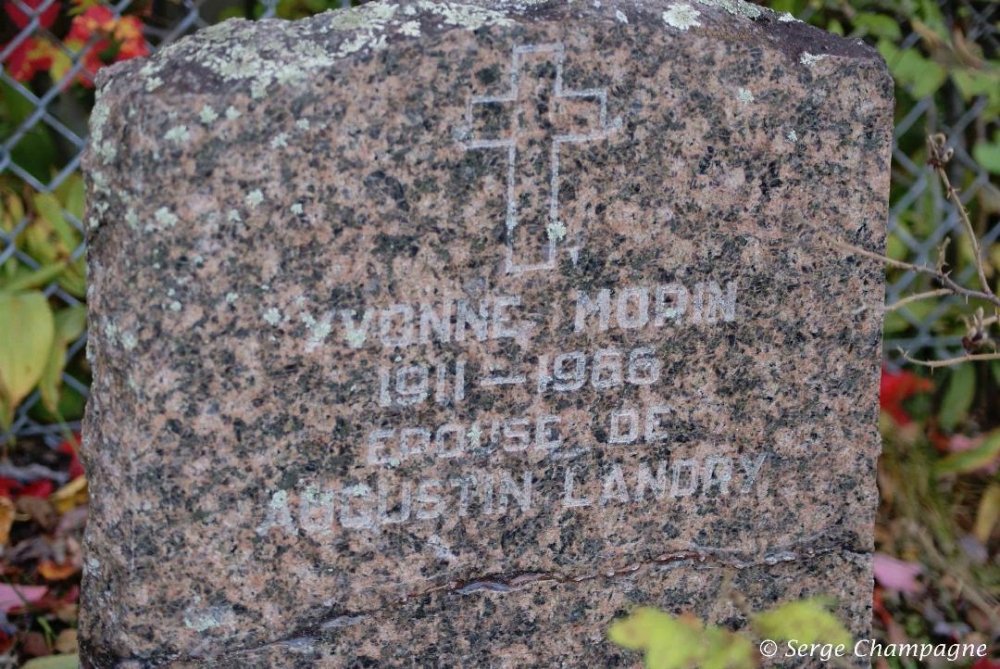 YVONNE MORIN
1911 - 1986
EPOUSE DE
AUGUSTIN LANDRY
© Serge Champagne